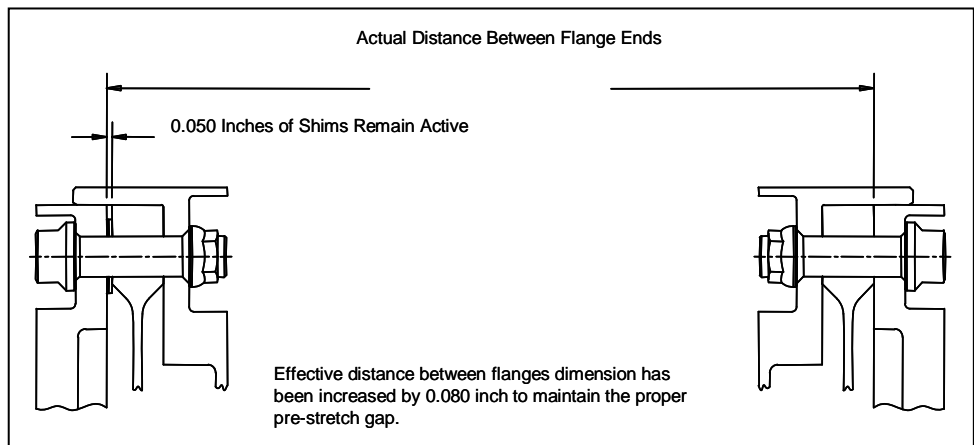 Actual Distance Between Flange Ends
0.050 Inches of Shims Remain Active
Effective distance between flanges dimension has
been increased by 0.080 inch to maintain the proper
pre-stretch gap.